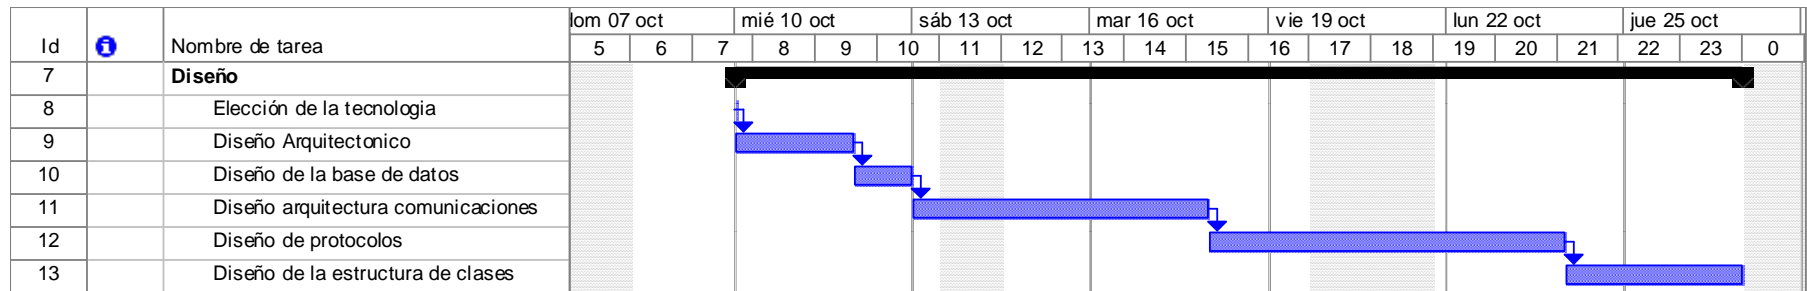 lom 07 oct mié 10 oct sáb 13 oct mar 16 oct vie 19 oct lun 22 oct jue 25 oct
Id Nombre de tarea 5 6 7 8 9 10 11 12 13 14 15 16 17 18 19 20 21 22 23 0
7 Diseño
8 Elección de la tecnologia
9 Diseño Arquitectonico
10 Diseño de la base de datos
11 Diseño arquitectura comunicaciones
12 Diseño de protocolos
13 Diseño de la estructura de clases